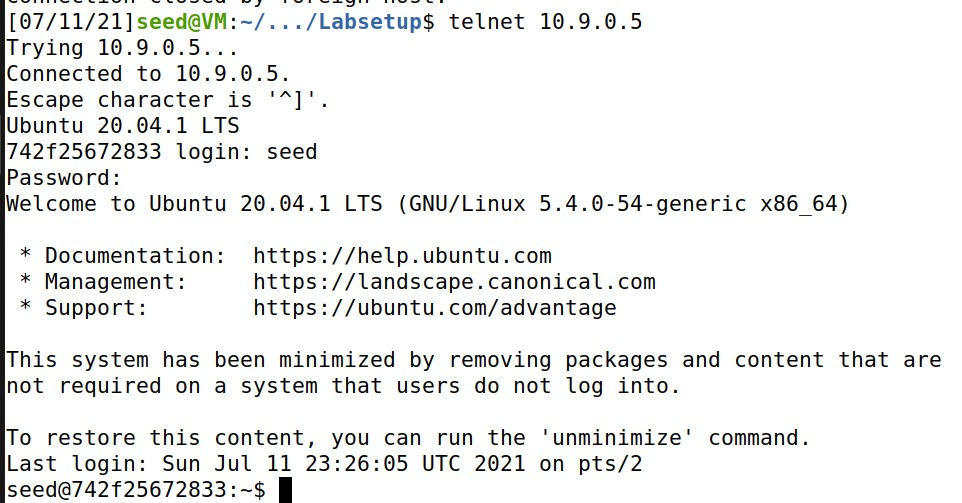 connection closed by foreign host.
[07/11/21]seed@VM:~/.../Labsetup$ telnet 10.9.0.5
Trying 10.9.0.5...
Connected to 10.9.0.5.
Escape character is '^]'.
Ubuntu 20.04.1 LTS
742f25672833 login: seed
Password:
Welcome to Ubuntu 20.04.1 LTS (GNU/Linux 5.4.0-54-generic x86_64)
* Documentation:  https://help.ubuntu.com
* Management:     https://landscape.canonical.com
* Support:        https://ubuntu.com/advantage
This system has been minimized by removing packages and content that are
not required on a system that users do not log into.
To restore this content, you can run the 'unminimize' command.
Last login: Sun Jul 11 23:26:05 UTC 2021 on pts/2
seed@742f25672833:~$